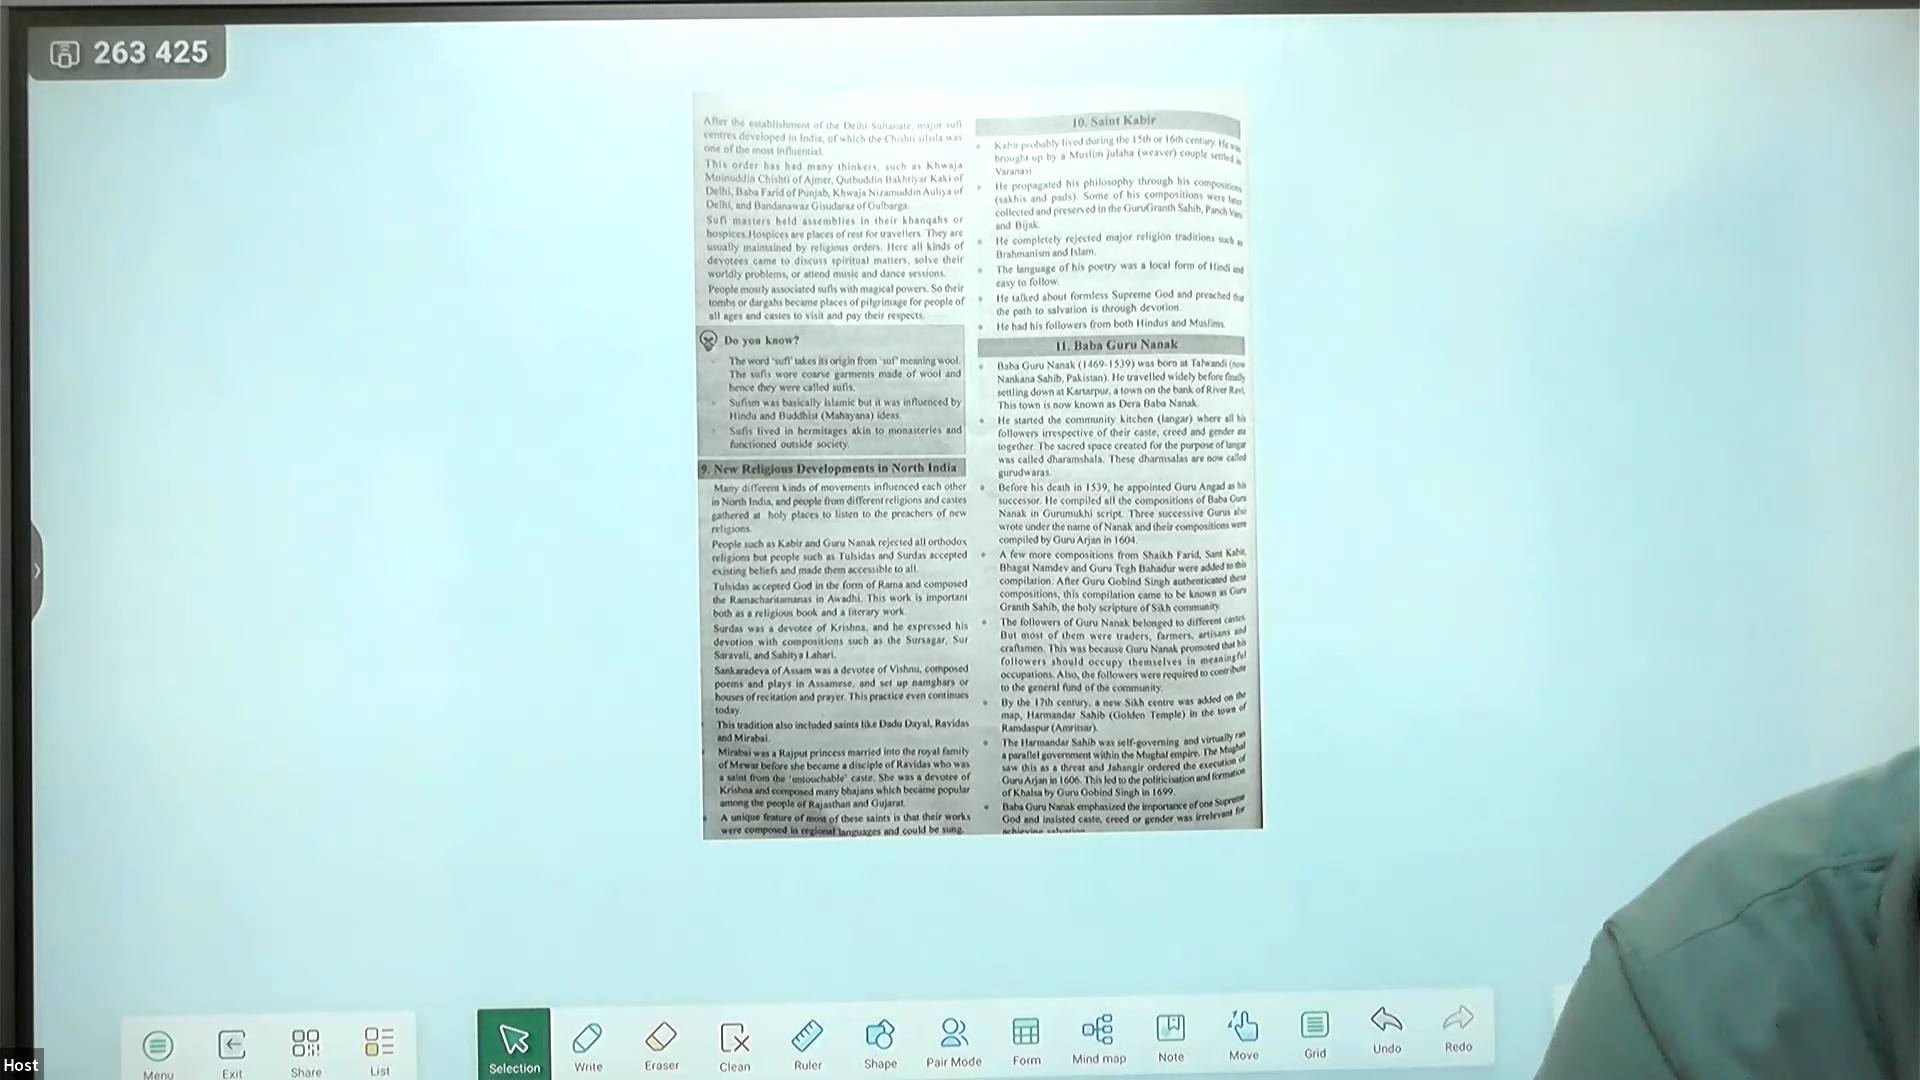 263 425
After the establishment of the Delhi Sultanate, major sufi
centres developed in India, of which the Chishti silsila was
one of the most influential.
This order has had many thinkers, such as Khwaja
Moinuddin Chishti of Ajmer, Qutbuddin Bakhtiyar Kaki of
Delhi, Baba Farid of Punjab, Khwaja Nizamuddin Auliya of
Delhi, and Bandanawaz Gisudaraz of Gulbarga.
Sufi masters held assemblies in their khanqahs or
hospices.Hospices are places of rest for travellers. They are
usually maintained by religious orders. Here all kinds of
devotees came to discuss spiritual matters, solve their
worldly problems, or attend music and dance sessions.
People mostly associated sufis with magical powers. So their
tombs or dargahs became places of pilgrimage for people of
all ages and castes to visit and pay their respects.
Do you know?
The word 'sufi' takes its origin from 'suf' meaning wool.
The sufis wore coarse garments made of wool and
hence they were called sufis.
Sufism was basically islamic but it was influenced by
Hindu and Buddhist (Mahayana) ideas.
Sufis lived in hermitages akin to monasteries and
functioned outside society.
9. New Religious Developments in North India
Many different kinds of movements influenced each other
in North India, and people from different religions and castes
gathered at holy places to listen to the preachers of new
religions.
People such as Kabir and Guru Nanak rejected all orthodox
religions but people such as Tulsidas and Surdas accepted
existing beliefs and made them accessible to all.
Tulsidas accepted God in the form of Rama and composed
the Ramacharitamanas in Awadhi. This work is important
both as a religious book and a literary work.
Surdas was a devotee of Krishna, and he expressed his
devotion with compositions such as the Sursagar, Sur
Saravali, and Sahitya Lahari.
Sankaradeva of Assam was a devotee of Vishnu, composed
poems and plays in Assamese, and set up namghars or
houses of recitation and prayer. This practice even continues
today.
This tradition also included saints like Dadu Dayal, Ravidas
and Mirabai.
Mirabai was a Rajput princess married into the royal family
of Mewar before she became a disciple of Ravidas who was
a saint from the 'untouchable' caste. She was a devotee of
Krishna and composed many bhajans which became popular
among the people of Rajasthan and Gujarat.
A unique feature of most of these saints is that their works
were composed in regional languages and could be sung.
10. Saint Kabir
Kabir probably lived during the 15th or 16th century. He was
brought up by a Muslim julaha (weaver) couple settled in
Varanasi
He propagated his philosophy through his compositions
(sakhis and pads). Some of his compositions were later
collected and preserved in the GuruGranth Sahib, Panch Vani
and Bijak.
He completely rejected major religion traditions such as
Brahmanism and Islam.
The language of his poetry was a local form of Hindi and
easy to follow.
He talked about formless Supreme God and preached that
the path to salvation is through devotion.
He had his followers from both Hindus and Muslims.
11. Baba Guru Nanak
Baba Guru Nanak (1469-1539) was born at Talwandi (now
Nankana Sahib, Pakistan). He travelled widely before finally
settling down at Kartarpur, a town on the bank of River Ravi.
This town is now known as Dera Baba Nanak.
He started the community kitchen (langar) where all his
followers irrespective of their caste, creed and gender ate
together. The sacred space created for the purpose of langar
was called dharamshala. These dharmsalas are now called
gurudwaras.
Before his death in 1539, he appointed Guru Angad as his
successor. He compiled all the compositions of Baba Guru
Nanak in Gurumukhi script. Three successive Gurus also
wrote under the name of Nanak and their compositions were
compiled by Guru Arjan in 1604.
A few more compositions from Shaikh Farid, Sant Kabir,
Bhagat Namdev and Guru Tegh Bahadur were added to this
compilation. After Guru Gobind Singh authenticated these
compositions, this compilation came to be known as Guru
Granth Sahib, the holy scripture of Sikh community.
The followers of Guru Nanak belonged to different castes.
But most of them were traders, farmers, artisans and
craftsmen. This was because Guru Nanak promoted that his
followers should occupy themselves in meaningful
occupations. Also, the followers were required to contribute
to the general fund of the community.
By the 17th century, a new Sikh centre was added on the
map, Harmandar Sahib (Golden Temple) in the town of
Ramdaspur (Amritsar).
The Harmandar Sahib was self-governing and virtually ran
a parallel government within the Mughal empire. The Mughal
saw this as a threat and Jahangir ordered the execution of
Guru Arjan in 1606. This led to the politicisation and formation
of Khalsa by Guru Gobind Singh in 1699.
Baba Guru Nanak emphasized the importance of one Supreme
God and insisted caste, creed or gender was irrelevant for
achieving salvation.
Menu
Exit
Share
List
Selection
Write
Eraser
Clean
Ruler
Shape
Pair Mode
Form
Mind map
Note
Move
Grid
Undo
Redo
Host